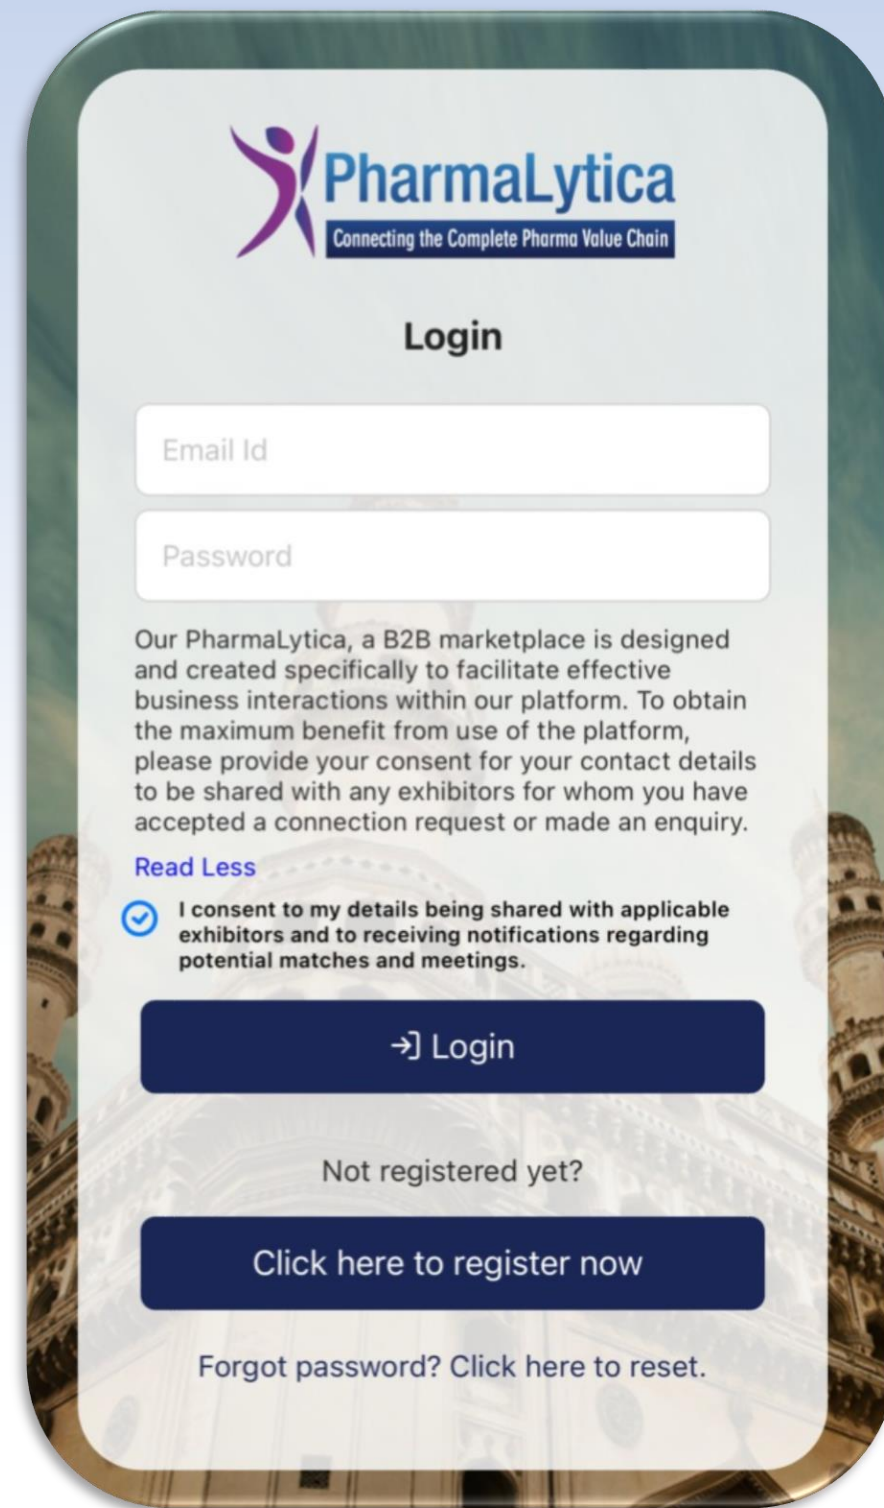 PharmaLytica
Connecting the Complete Pharma Value Chain
Login
Email Id
Password
Our PharmaLytica, a B2B marketplace is designed
and created specifically to facilitate effective
business interactions within our platform. To obtain
the maximum benefit from use of the platform,
please provide your consent for your contact details
to be shared with any exhibitors for whom you have
accepted a connection request or made an enquiry.
Read Less
I consent to my details being shared with applicable
exhibitors and to receiving notifications regarding
potential matches and meetings.
Login
Not registered yet?
Click here to register now
Forgot password? Click here to reset.